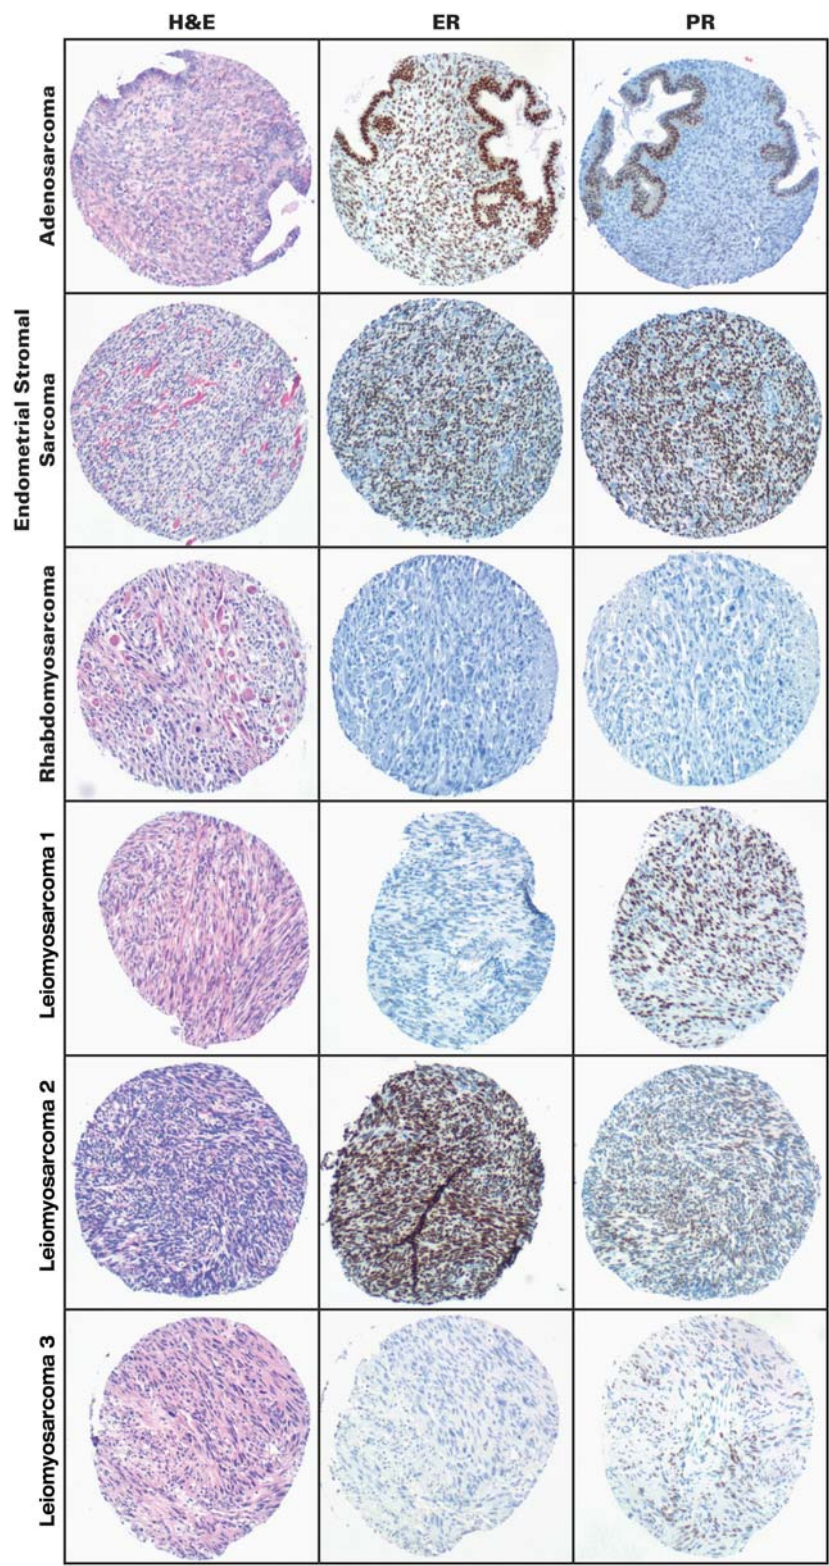 H&E
ER
PR
Adenosarcoma
Endometrial Stromal
Sarcoma
Rhabdomyosarcoma
Leiomyosarcoma 1
Leiomyosarcoma 2
Leiomyosarcoma 3